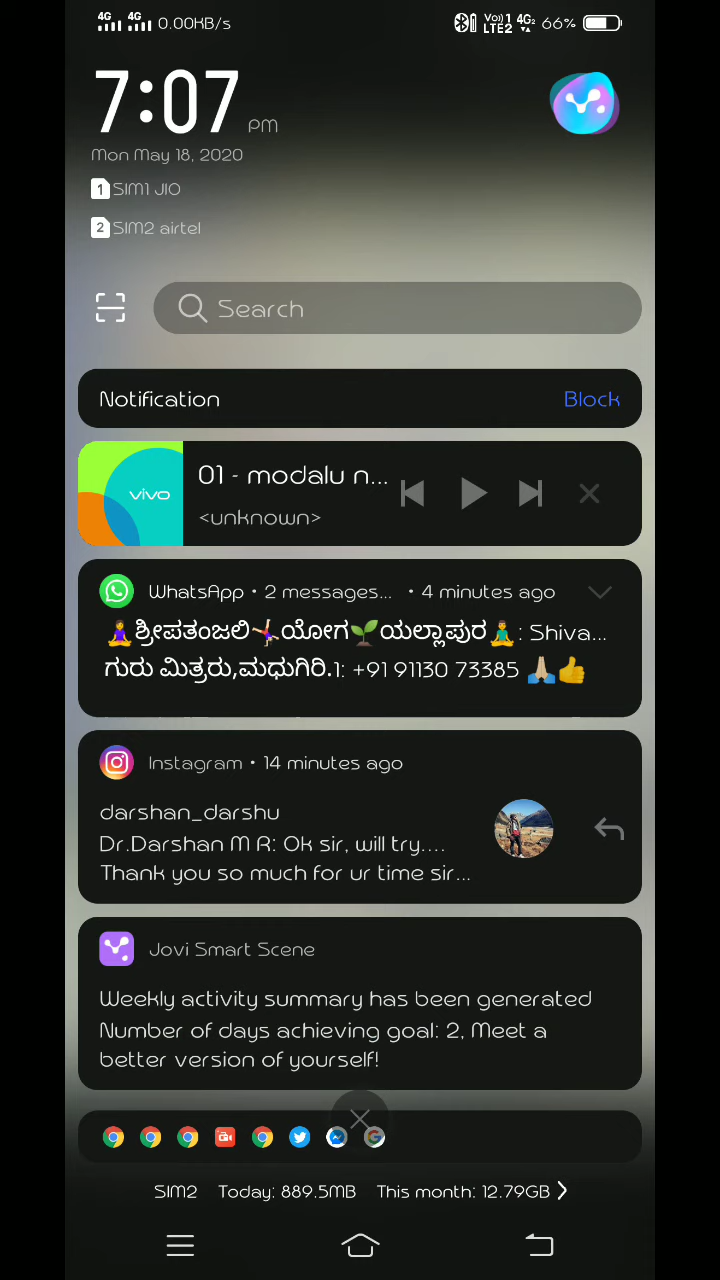 4G 4G 0.00KB/s VoLTE 1 LTE2 4G2 66%
7:07 PM
Mon May 18, 2020
1 SIM1 JIO
2 SIM2 airtel
Search
Notification Block
vivo
01 - modalu n...
<unknown>
WhatsApp • 2 messages... • 4 minutes ago
🧘‍♀️ಶ್ರೀಪತಂಜಲಿ🤸‍♀️ಯೋಗ🌱ಯಲ್ಲಾಪುರ🧘‍♂️: Shiva...
ಗುರು ಮಿತ್ರರು,ಮಧುಗಿರಿ.1: +91 91130 73385 🙏🏼👍
Instagram • 14 minutes ago
darshan_darshu
Dr.Darshan M R: Ok sir, will try....
Thank you so much for ur time sir...
Jovi Smart Scene
Weekly activity summary has been generated
Number of days achieving goal: 2, Meet a
better version of yourself!
SIM2 Today: 889.5MB This month: 12.79GB